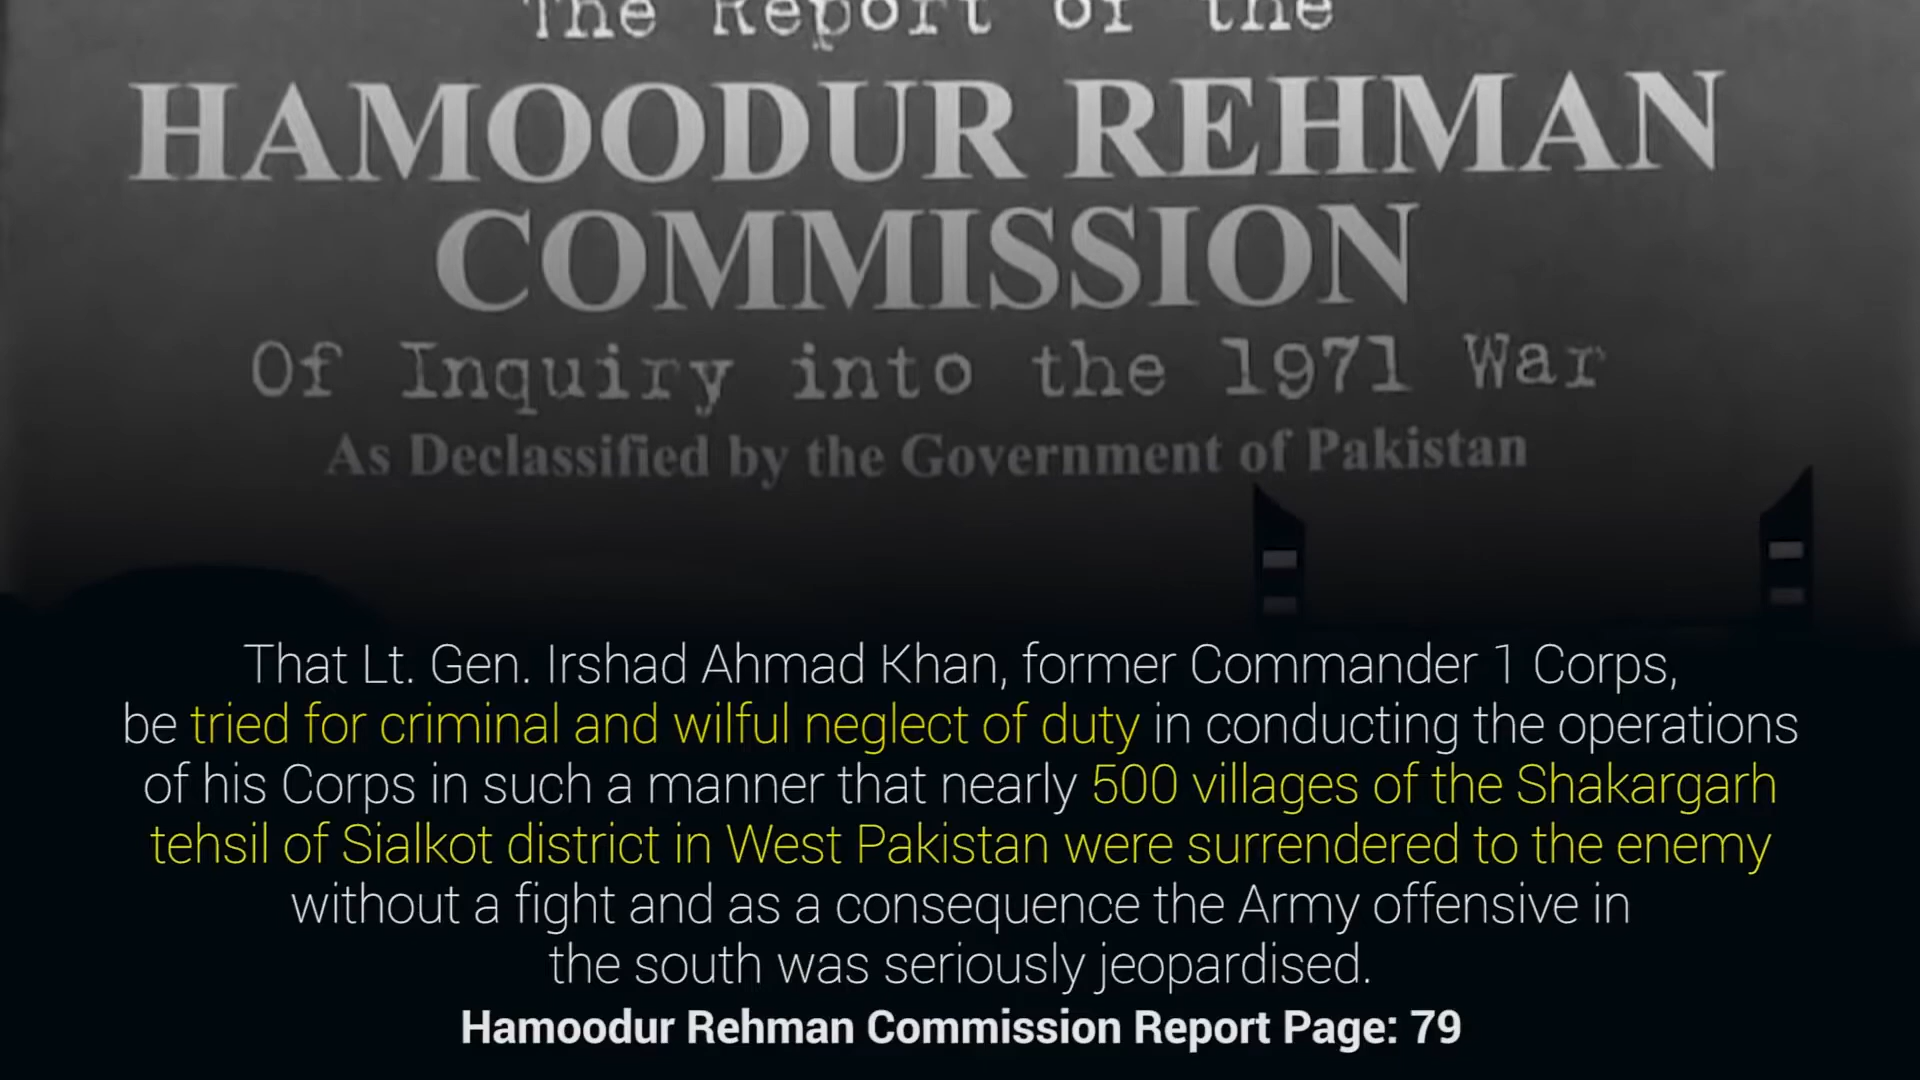 The Report of the
HAMOODUR REHMAN
COMMISSION
Of Inquiry into the 1971 War
As Declassified by the Government of Pakistan
That Lt. Gen. Irshad Ahmad Khan, former Commander 1 Corps,
be tried for criminal and wilful neglect of duty in conducting the operations
of his Corps in such a manner that nearly 500 villages of the Shakargarh
tehsil of Sialkot district in West Pakistan were surrendered to the enemy
without a fight and as a consequence the Army offensive in
the south was seriously jeopardised.
Hamoodur Rehman Commission Report Page: 79